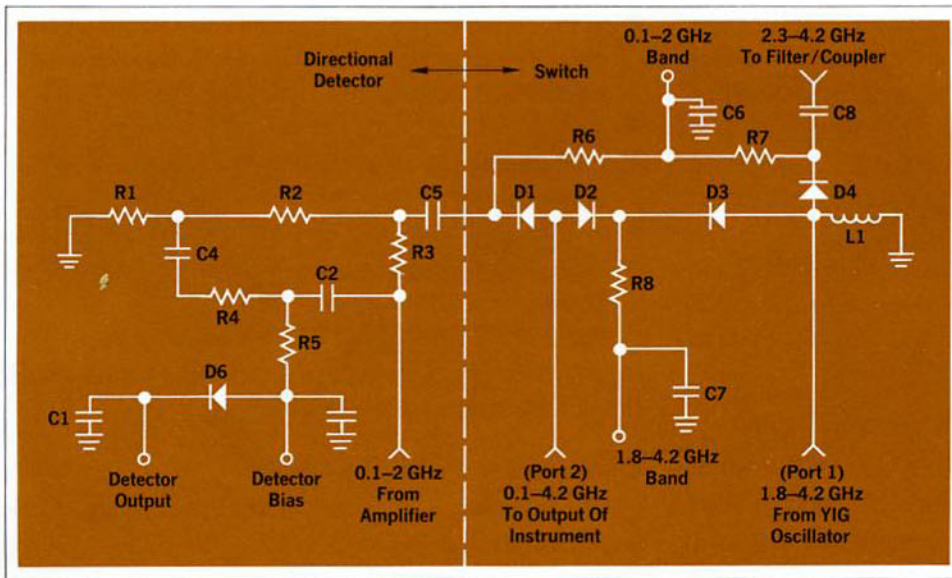 0.1–2 GHz
Band
2.3–4.2 GHz
To Filter/Coupler
Directional
Detector
Switch
C6
C8
R6
R7
R1
R2
C5
D1
D2
D3
D4
C4
R3
L1
C2
R8
R4
R5
D6
C7
C1
Detector
Output
Detector
Bias
0.1–2 GHz
From
Amplifier
(Port 2)
0.1–4.2 GHz
To Output Of
Instrument
1.8–4.2 GHz
Band
(Port 1)
1.8–4.2 GHz
From YIG
Oscillator